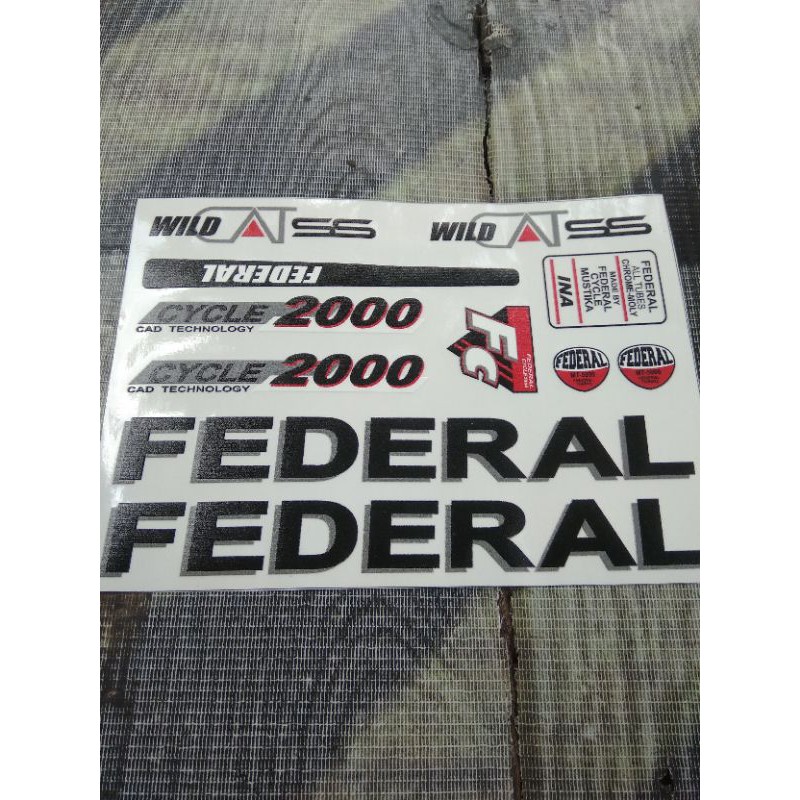 WILD CAT SS
WILD CAT SS
FEDERAL
FEDERAL
ALL TUBES
CHROME-MOLY
MADE BY
FEDERAL
CYCLE
MUSTIKA
INA
CYCLE 2000
CAD TECHNOLOGY
FC
FEDERAL
CYCLE 2000
CAD TECHNOLOGY
FEDERAL
FEDERAL
FEDERAL
FEDERAL